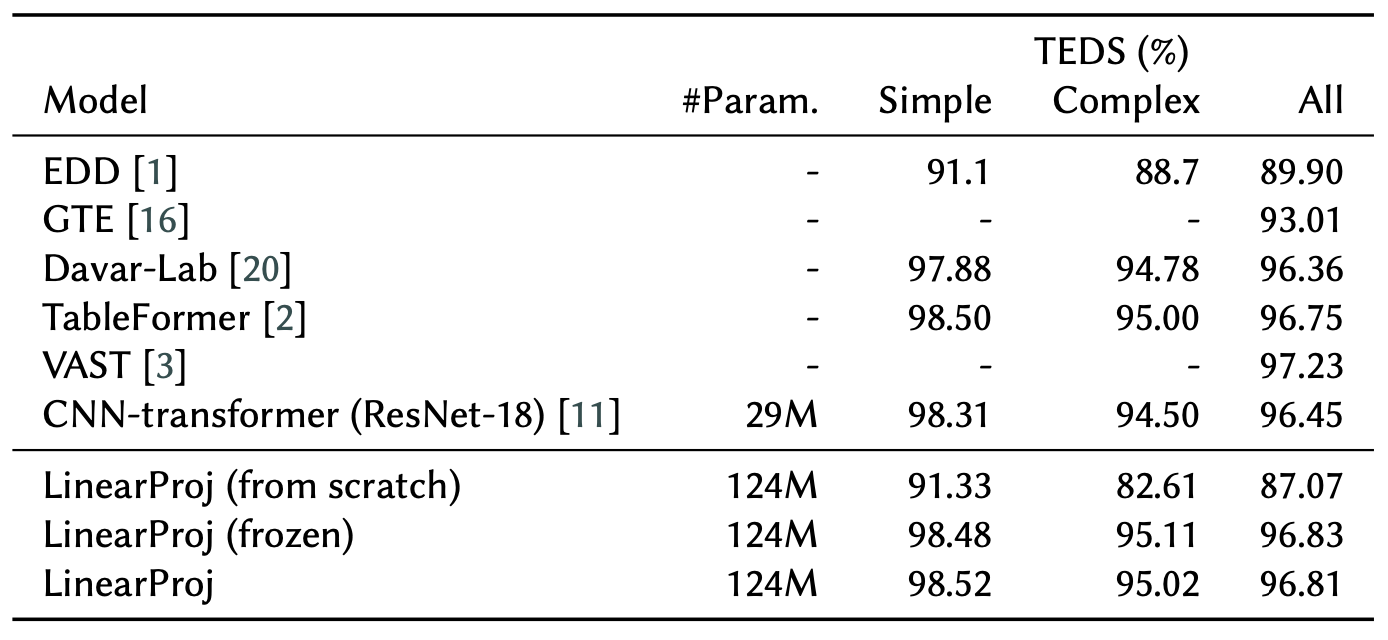 TEDS (%)
Model #Param. Simple Complex All
EDD [1] - 91.1 88.7 89.90
GTE [16] - - - 93.01
Davar-Lab [20] - 97.88 94.78 96.36
TableFormer [2] - 98.50 95.00 96.75
VAST [3] - - - 97.23
CNN-transformer (ResNet-18) [11] 29M 98.31 94.50 96.45
LinearProj (from scratch) 124M 91.33 82.61 87.07
LinearProj (frozen) 124M 98.48 95.11 96.83
LinearProj 124M 98.52 95.02 96.81